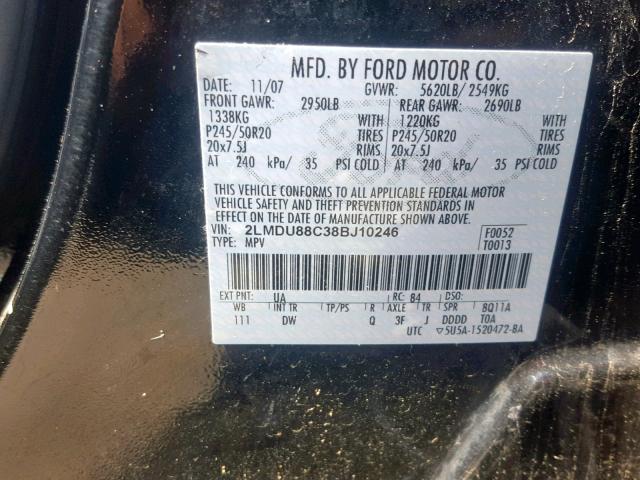 MFD. BY FORD MOTOR CO.
DATE: 11/07 GVWR: 5620LB/ 2549KG
FRONT GAWR: 2950LB REAR GAWR: 2690LB
1338KG WITH 1220KG WITH
P245/50R20 TIRES P245/50R20 TIRES
20x7.5J RIMS 20x7.5J RIMS
AT 240 kPa/ 35 PSI COLD AT 240 kPa/ 35 PSI COLD
THIS VEHICLE CONFORMS TO ALL APPLICABLE FEDERAL MOTOR
VEHICLE SAFETY AND THEFT PREVENTION STANDARDS IN
EFFECT ON THE DATE OF MANUFACTURE SHOWN ABOVE.
VIN: 2LMDU88C38BJ10246 F0052
TYPE: MPV T0013
EXT PNT: UA RC: 84 DSO:
WB INT TR TP/PS R AXLE TR SPR 8Q11A
111 DW Q 3F J DDDD T0A
UTC ▽5U5A-1520472-BA